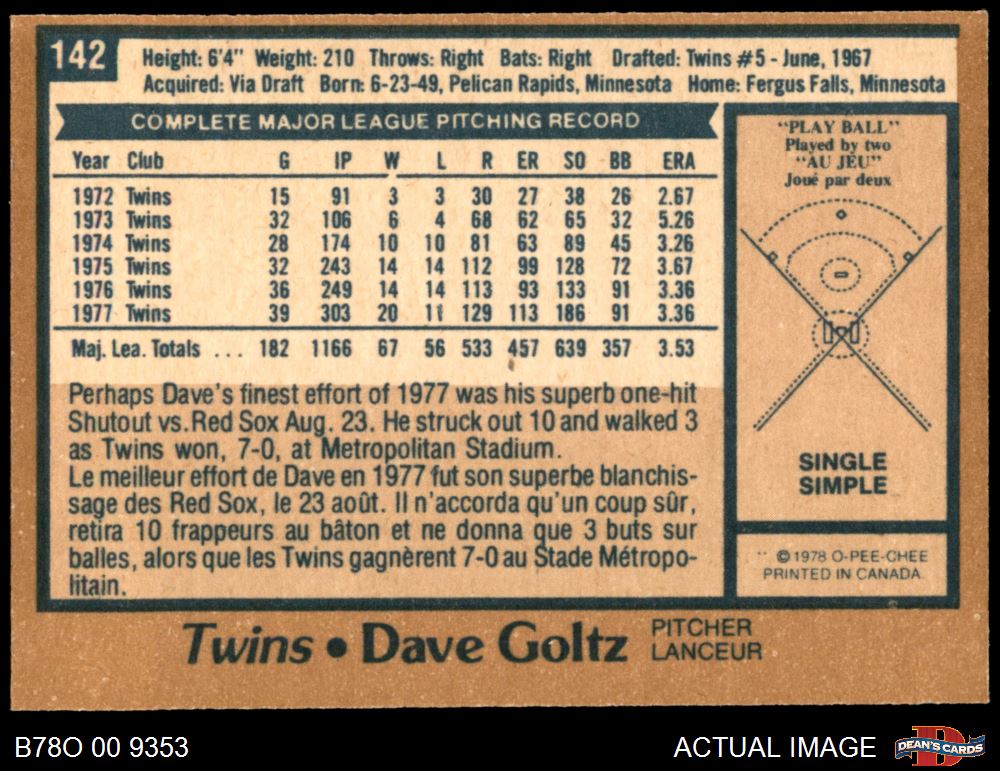 142
Height: 6'4" Weight: 210 Throws: Right Bats: Right Drafted: Twins #5 - June, 1967
Acquired: Via Draft Born: 6-23-49, Pelican Rapids, Minnesota Home: Fergus Falls, Minnesota
COMPLETE MAJOR LEAGUE PITCHING RECORD
Year Club G IP W L R ER SO BB ERA
1972 Twins 15 91 3 3 30 27 38 26 2.67
1973 Twins 32 106 6 4 68 62 65 32 5.26
1974 Twins 28 174 10 10 81 63 89 45 3.26
1975 Twins 32 243 14 14 112 99 128 72 3.67
1976 Twins 36 249 14 14 113 93 133 91 3.36
1977 Twins 39 303 20 11 129 113 186 91 3.36
Maj. Lea. Totals ... 182 1166 67 56 533 457 639 357 3.53
Perhaps Dave's finest effort of 1977 was his superb one-hit
Shutout vs. Red Sox Aug. 23. He struck out 10 and walked 3
as Twins won, 7-0, at Metropolitan Stadium.
Le meilleur effort de Dave en 1977 fut son superbe blanchis-
sage des Red Sox, le 23 août. Il n'accorda qu'un coup sûr,
retira 10 frappeurs au bâton et ne donna que 3 buts sur
balles, alors que les Twins gagnèrent 7-0 au Stade Métropo-
litain.
"PLAY BALL"
Played by two
"AU JEU"
Joué par deux
SINGLE
SIMPLE
© 1978 O-PEE-CHEE
PRINTED IN CANADA
Twins • Dave Goltz PITCHER
LANCEUR
B78O 00 9353
ACTUAL IMAGE
DEAN'S CARDS